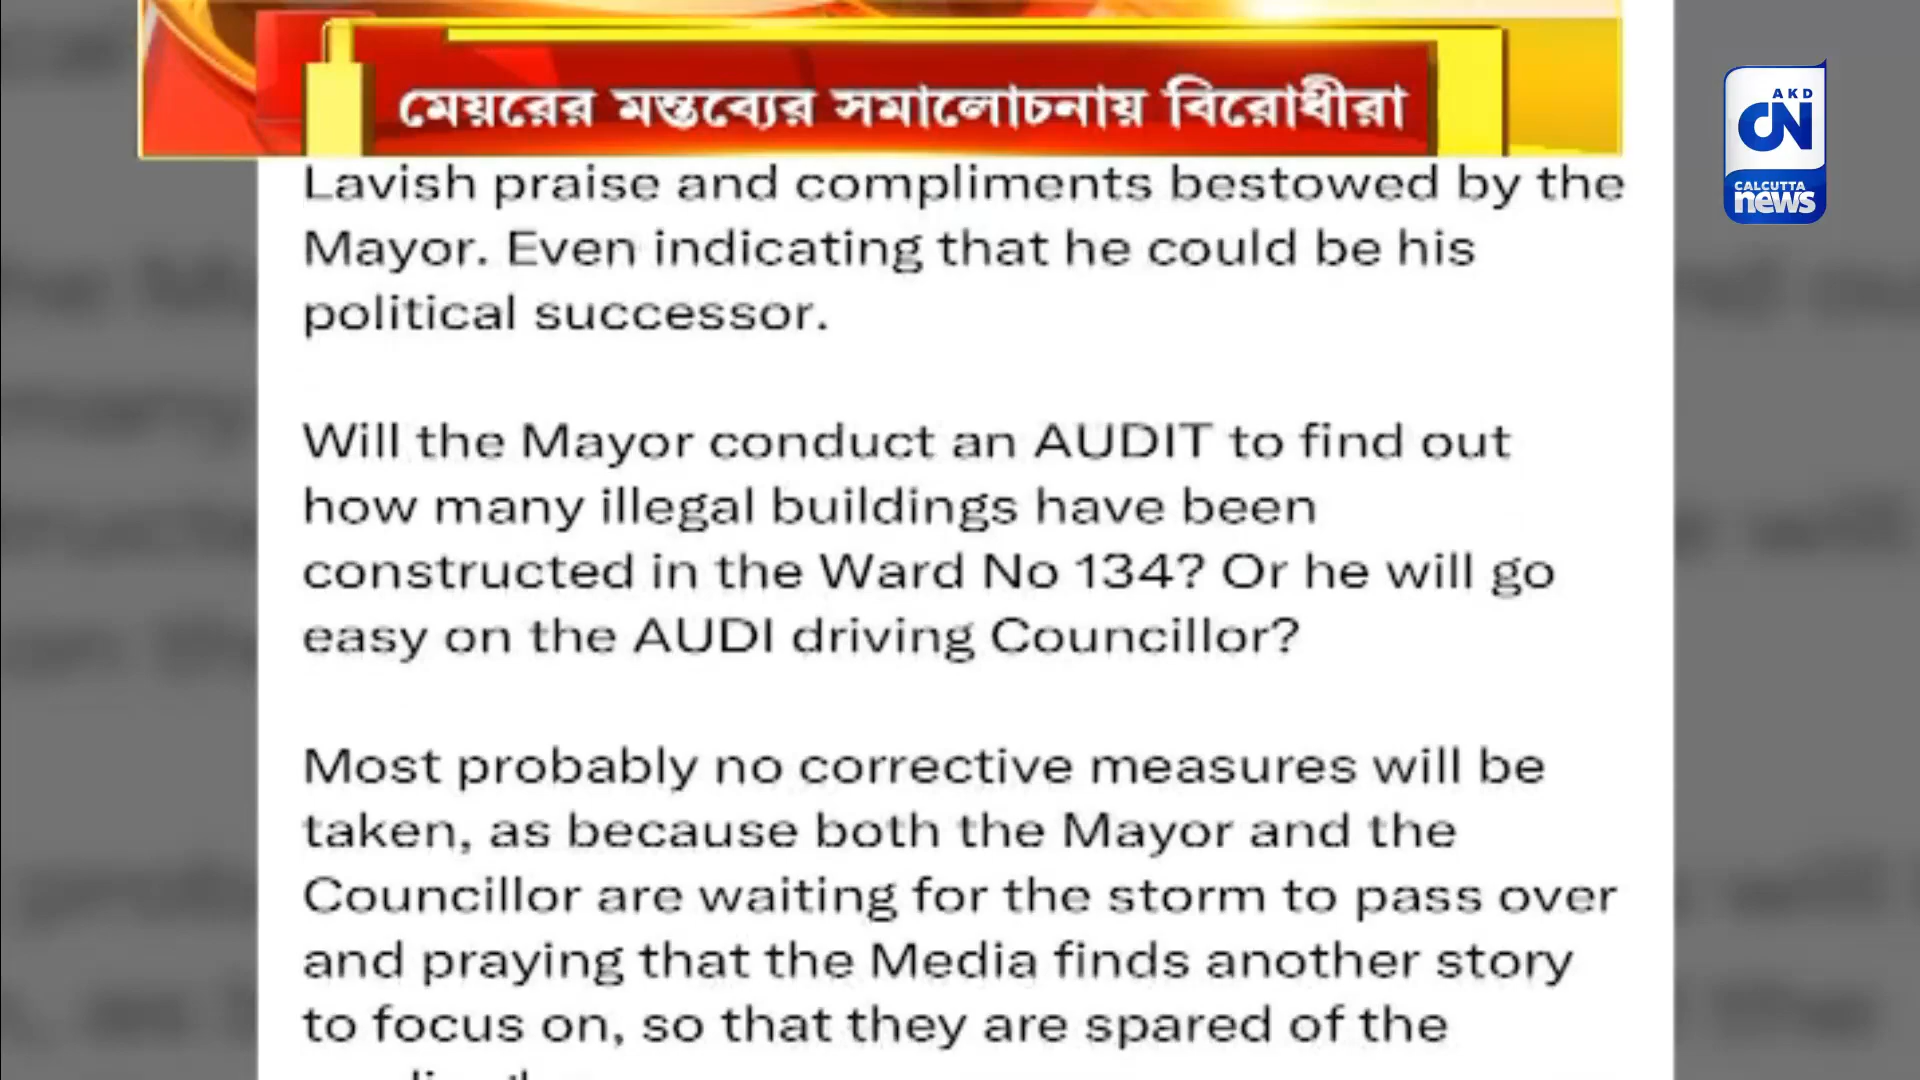 মেয়রের মন্তব্যের সমালোচনায় বিরোধীরা
AKD
CN
CALCUTTA
news
Lavish praise and compliments bestowed by the
Mayor. Even indicating that he could be his
political successor.
Will the Mayor conduct an AUDIT to find out
how many illegal buildings have been
constructed in the Ward No 134? Or he will go
easy on the AUDI driving Councillor?
Most probably no corrective measures will be
taken, as because both the Mayor and the
Councillor are waiting for the storm to pass over
and praying that the Media finds another story
to focus on, so that they are spared of the